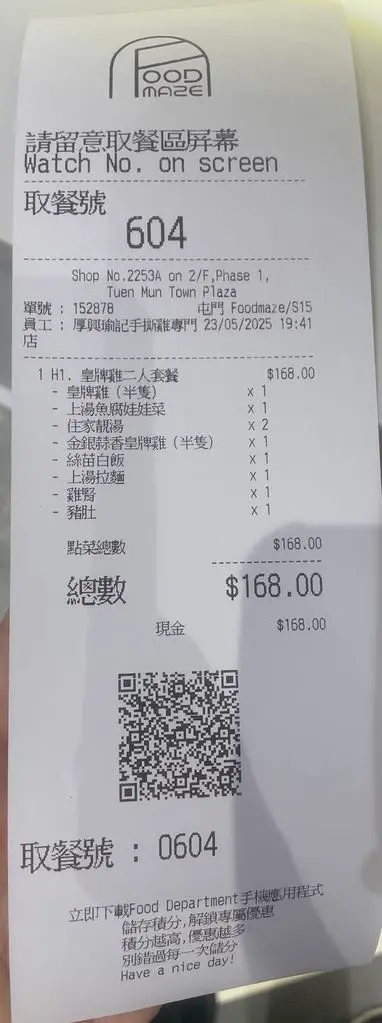 FOOD
MAZE
請留意取餐區屏幕
Watch No. on screen
取餐號
604
Shop No.2253A on 2/F,Phase 1,
Tuen Mun Town Plaza
單號 : 152878 屯門 Foodmaze/S15
員工 : 厚興瑜記手撕雞專門 23/05/2025 19:41
店
1 H1. 皇牌雞二人套餐 $168.00
- 皇牌雞 (半隻) x 1
- 上湯魚腐娃娃菜 x 1
- 住家靚湯 x 2
- 金銀蒜香皇牌雞 (半隻) x 1
- 絲苗白飯 x 1
- 上湯拉麵 x 1
- 雞腎 x 1
- 豬肚 x 1
點菜總數 $168.00
總數 $168.00
現金 $168.00
取餐號 : 0604
立即下載Food Department手機應用程式
儲存積分,解鎖專屬優惠
積分越高,優惠越多
別錯過每一次儲分
Have a nice day!